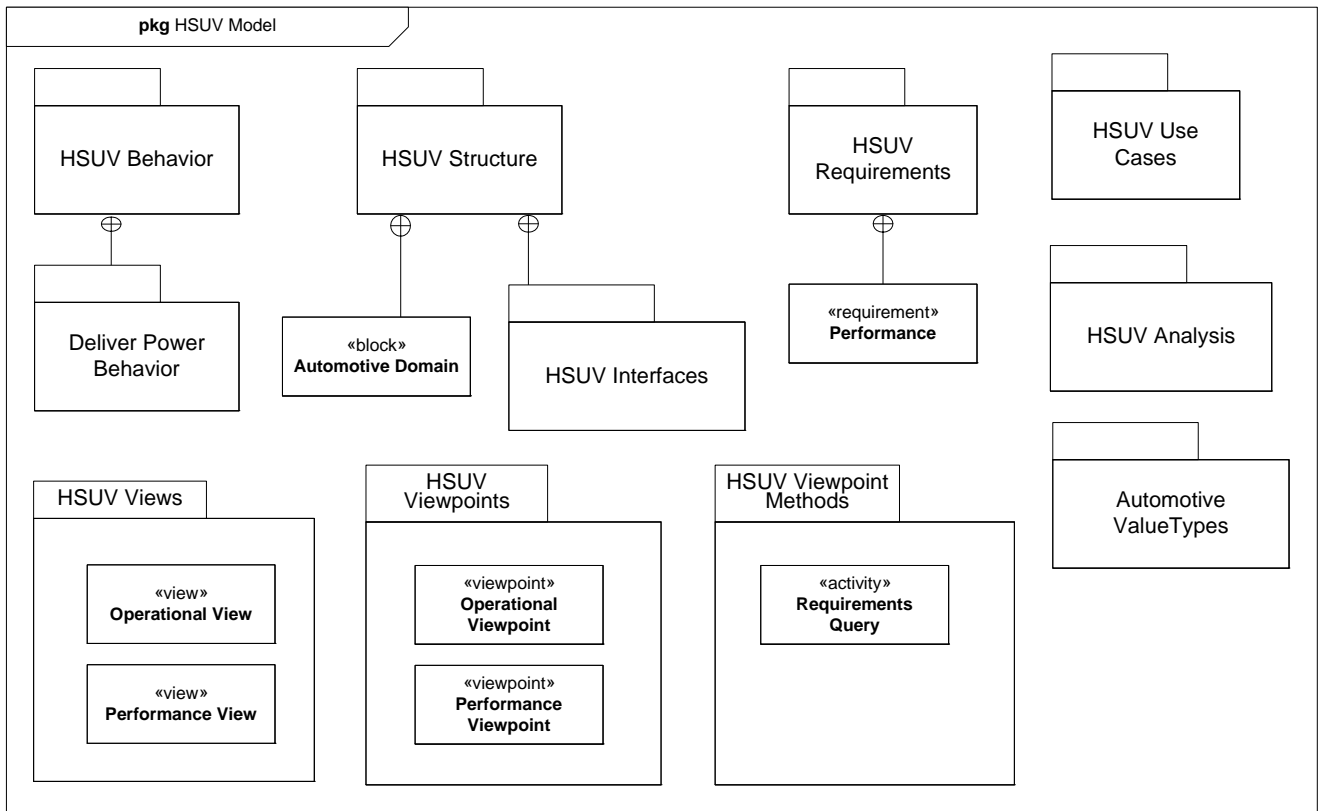 pkg HSUV Model
HSUV Behavior
HSUV Structure
HSUV
Requirements
HSUV Use
Cases
Deliver Power
Behavior
«block»
Automotive Domain
HSUV Interfaces
«requirement»
Performance
HSUV Analysis
HSUV Views
«view»
Operational View
«view»
Performance View
HSUV
Viewpoints
«viewpoint»
Operational
Viewpoint
«viewpoint»
Performance
Viewpoint
HSUV Viewpoint
Methods
«activity»
Requirements
Query
Automotive
ValueTypes